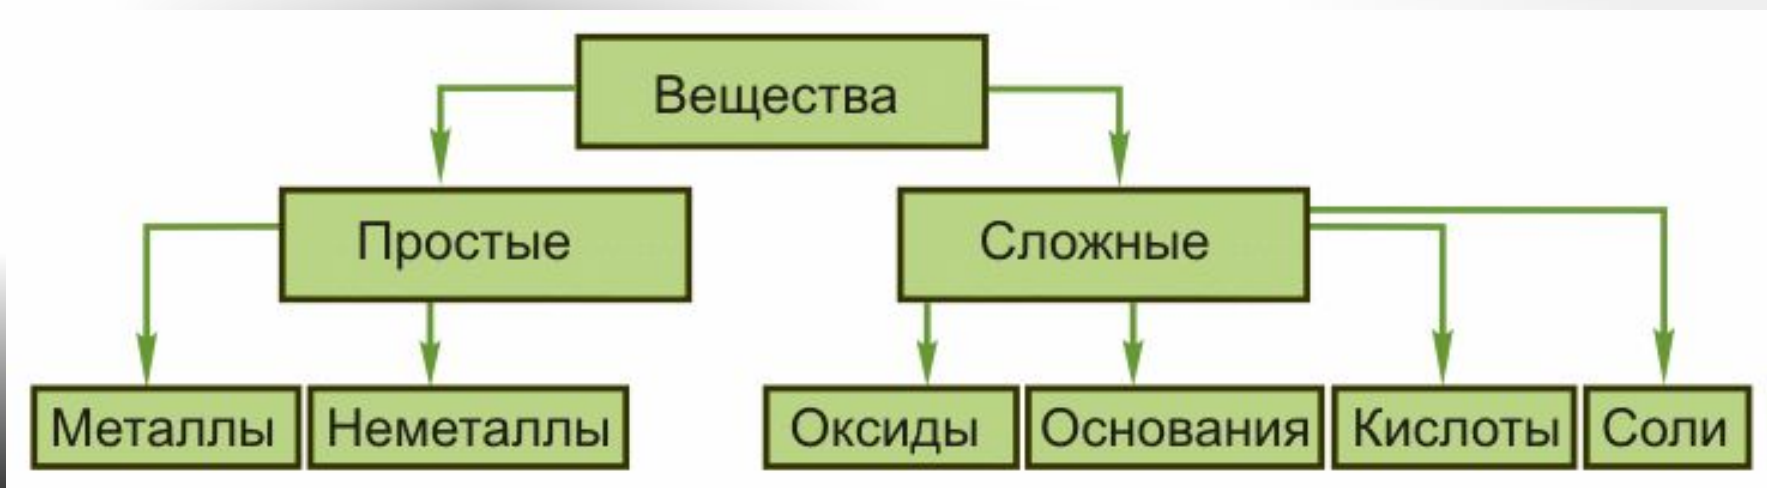 Вещества
Простые
Сложные
Металлы
Неметаллы
Оксиды
Основания
Кислоты
Соли